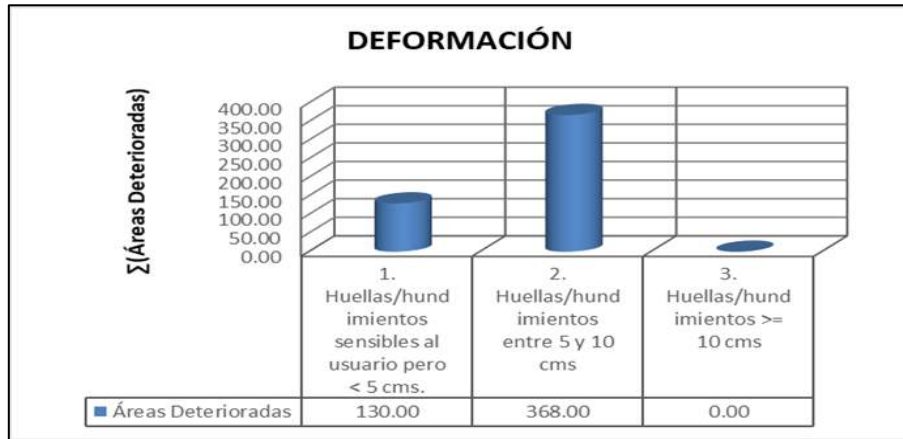 DEFORMACIÓN
∑(Áreas Deterioradas)
400.00
350.00
300.00
250.00
200.00
150.00
100.00
50.00
0.00
1.
Huellas/hund
imientos
sensibles al
usuario pero
< 5 cms.
2.
Huellas/hund
imientos
entre 5 y 10
cms
3.
Huellas/hund
imientos >=
10 cms
Áreas Deterioradas 130.00 368.00 0.00